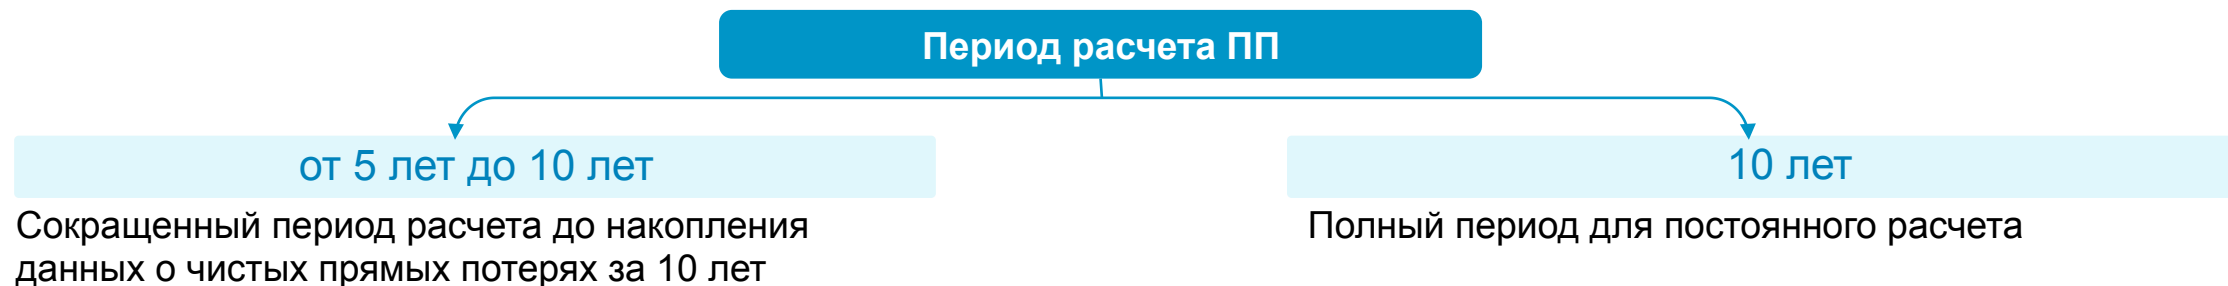 Период расчета ПП
от 5 лет до 10 лет
10 лет
Сокращенный период расчета до накопления
данных о чистых прямых потерях за 10 лет
Полный период для постоянного расчета